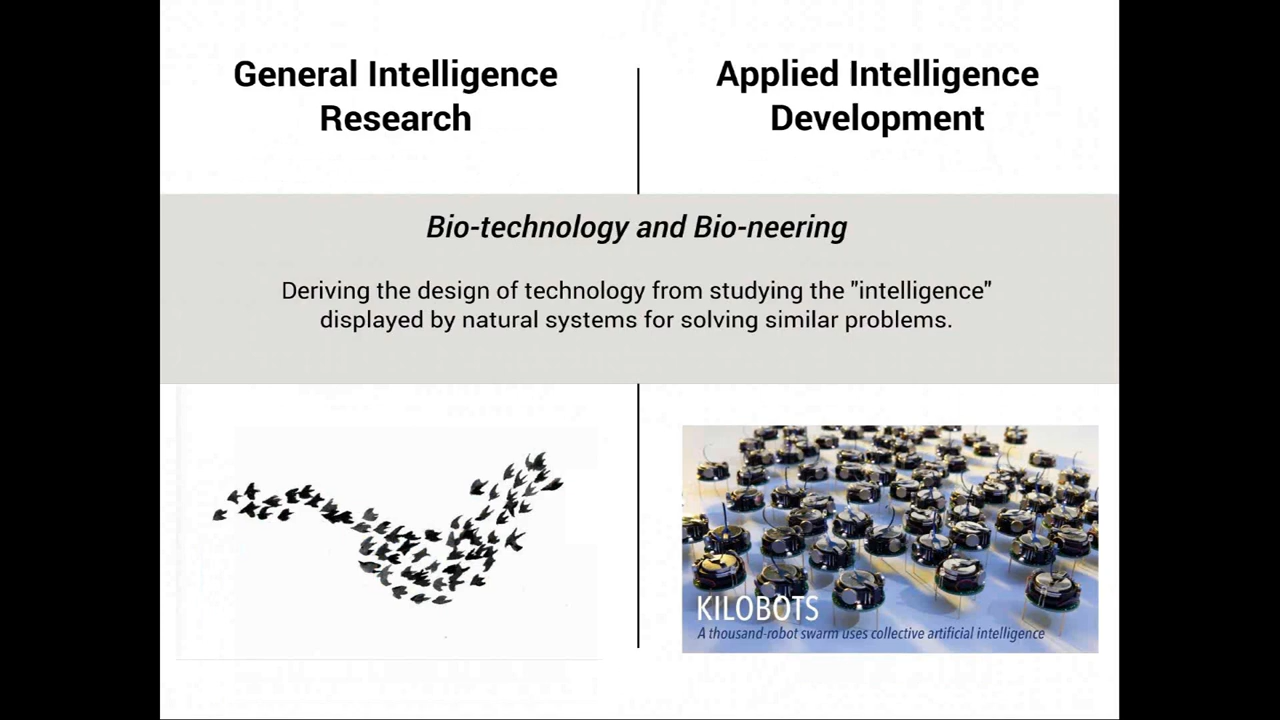 General Intelligence
Research
Applied Intelligence
Development
Bio-technology and Bio-neering
Deriving the design of technology from studying the "intelligence"
displayed by natural systems for solving similar problems.
KILOBOTS
A thousand-robot swarm uses collective artificial intelligence